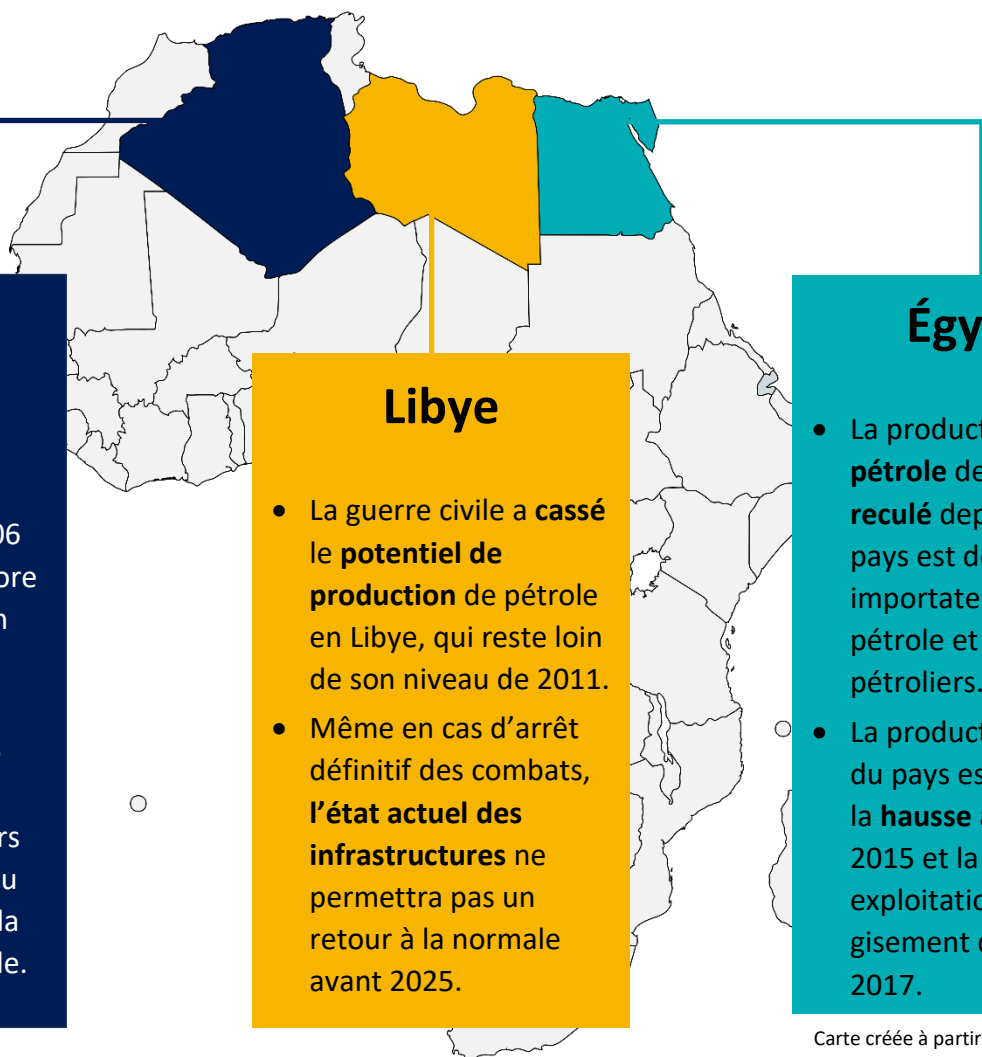 06
ore
n
rs
u
la
le.
Libye
• La guerre civile a cassé
le potentiel de
production de pétrole
en Libye, qui reste loin
de son niveau de 2011.
• Même en cas d’arrêt
définitif des combats,
l’état actuel des
infrastructures ne
permettra pas un
retour à la normale
avant 2025.
Égy
• La product
pétrole de
reculé dep
pays est de
importate
pétrole et
pétroliers.
• La product
du pays es
la hausse
2015 et la
exploitatio
gisement
2017.
Carte créée à partir